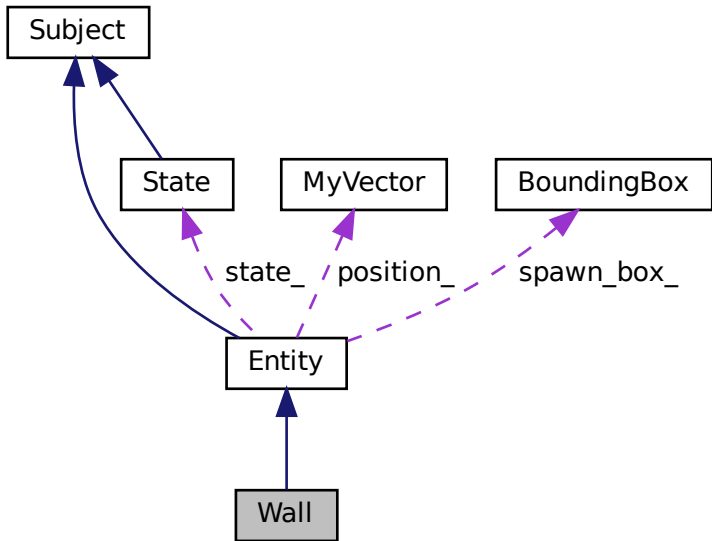 Subject
State
MyVector
BoundingBox
state_
position_
spawn_box_
Entity
Wall